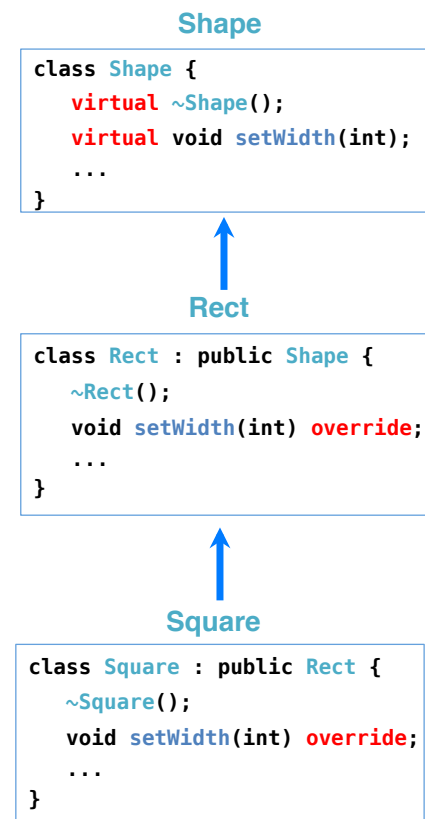 Shape
class Shape {
virtual ~Shape();
virtual void setWidth(int);
...
}
Rect
class Rect : public Shape {
~Rect();
void setWidth(int) override;
...
}
Square
class Square : public Rect {
~Square();
void setWidth(int) override;
...
}